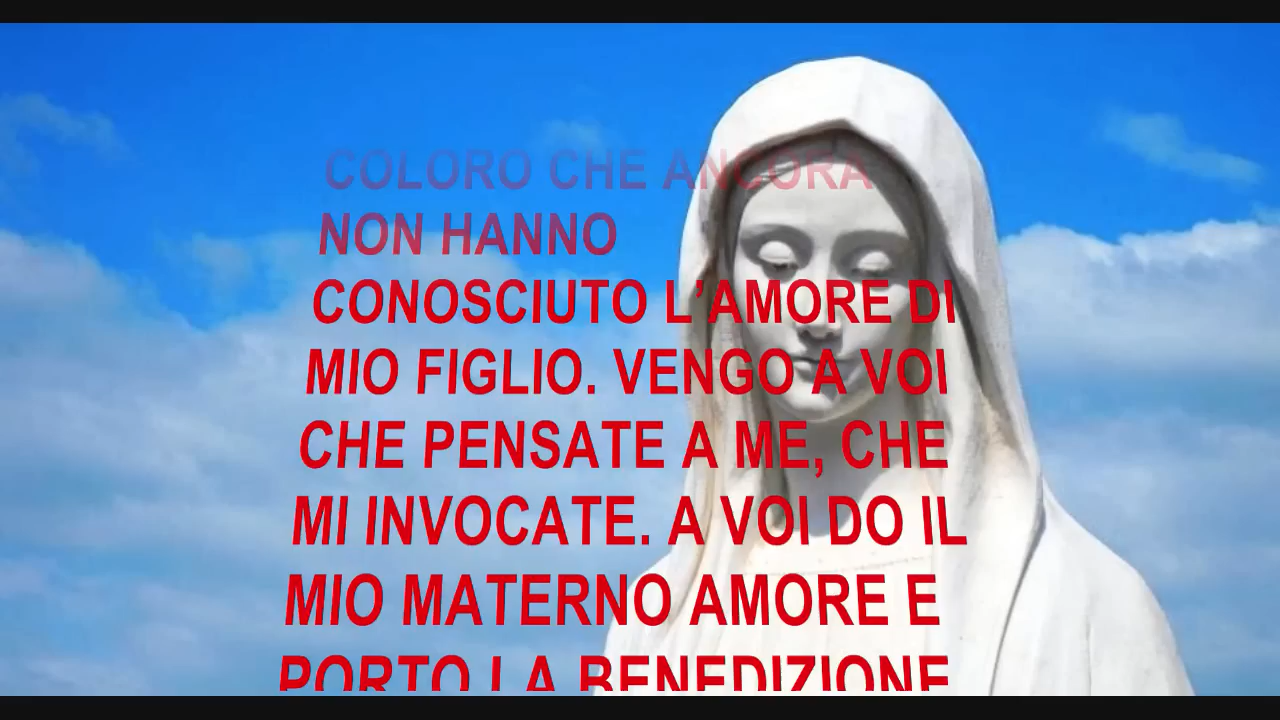 COLORO CHE ANCORA
NON HANNO
CONOSCIUTO L'AMORE DI
MIO FIGLIO. VENGO A VOI
CHE PENSATE A ME, CHE
MI INVOCATE. A VOI DO IL
MIO MATERNO AMORE E
PORTO LA BENEDIZIONE